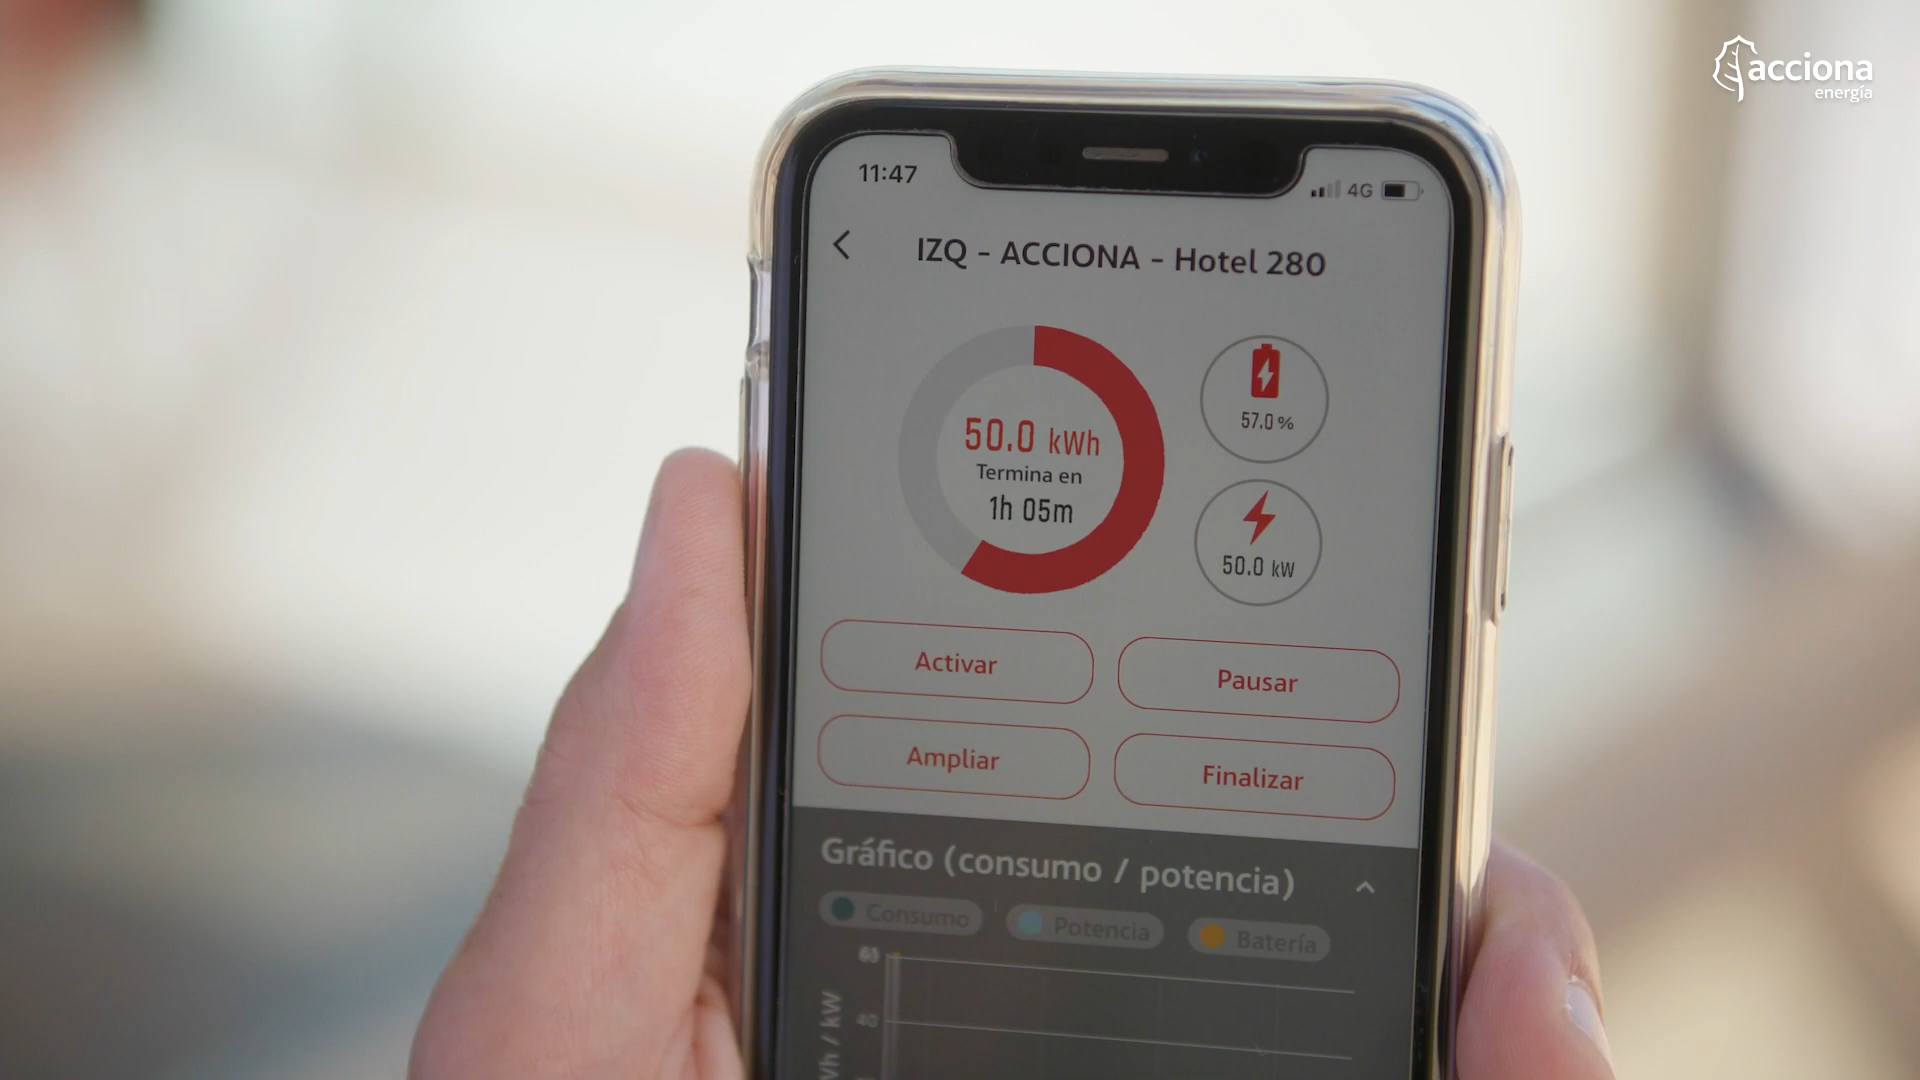 acciona
energía
11:47
4G
IZQ - ACCIONA - Hotel 280
50.0 kWh
Termina en
1h 05m
57.0 %
50.0 kW
Activar
Pausar
Ampliar
Finalizar
Gráfico (consumo / potencia)
Consumo
Potencia
Batería
40
/ kW